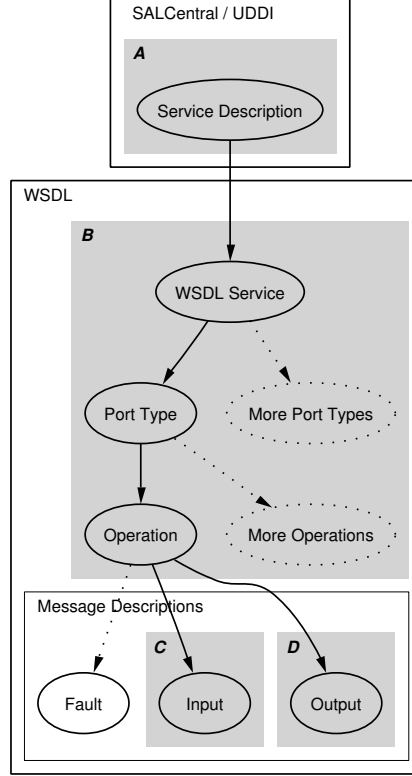 SALCentral / UDDI
A
Service Description
WSDL
B
WSDL Service
Port Type
More Port Types
Operation
More Operations
Message Descriptions
C
D
Fault
Input
Output